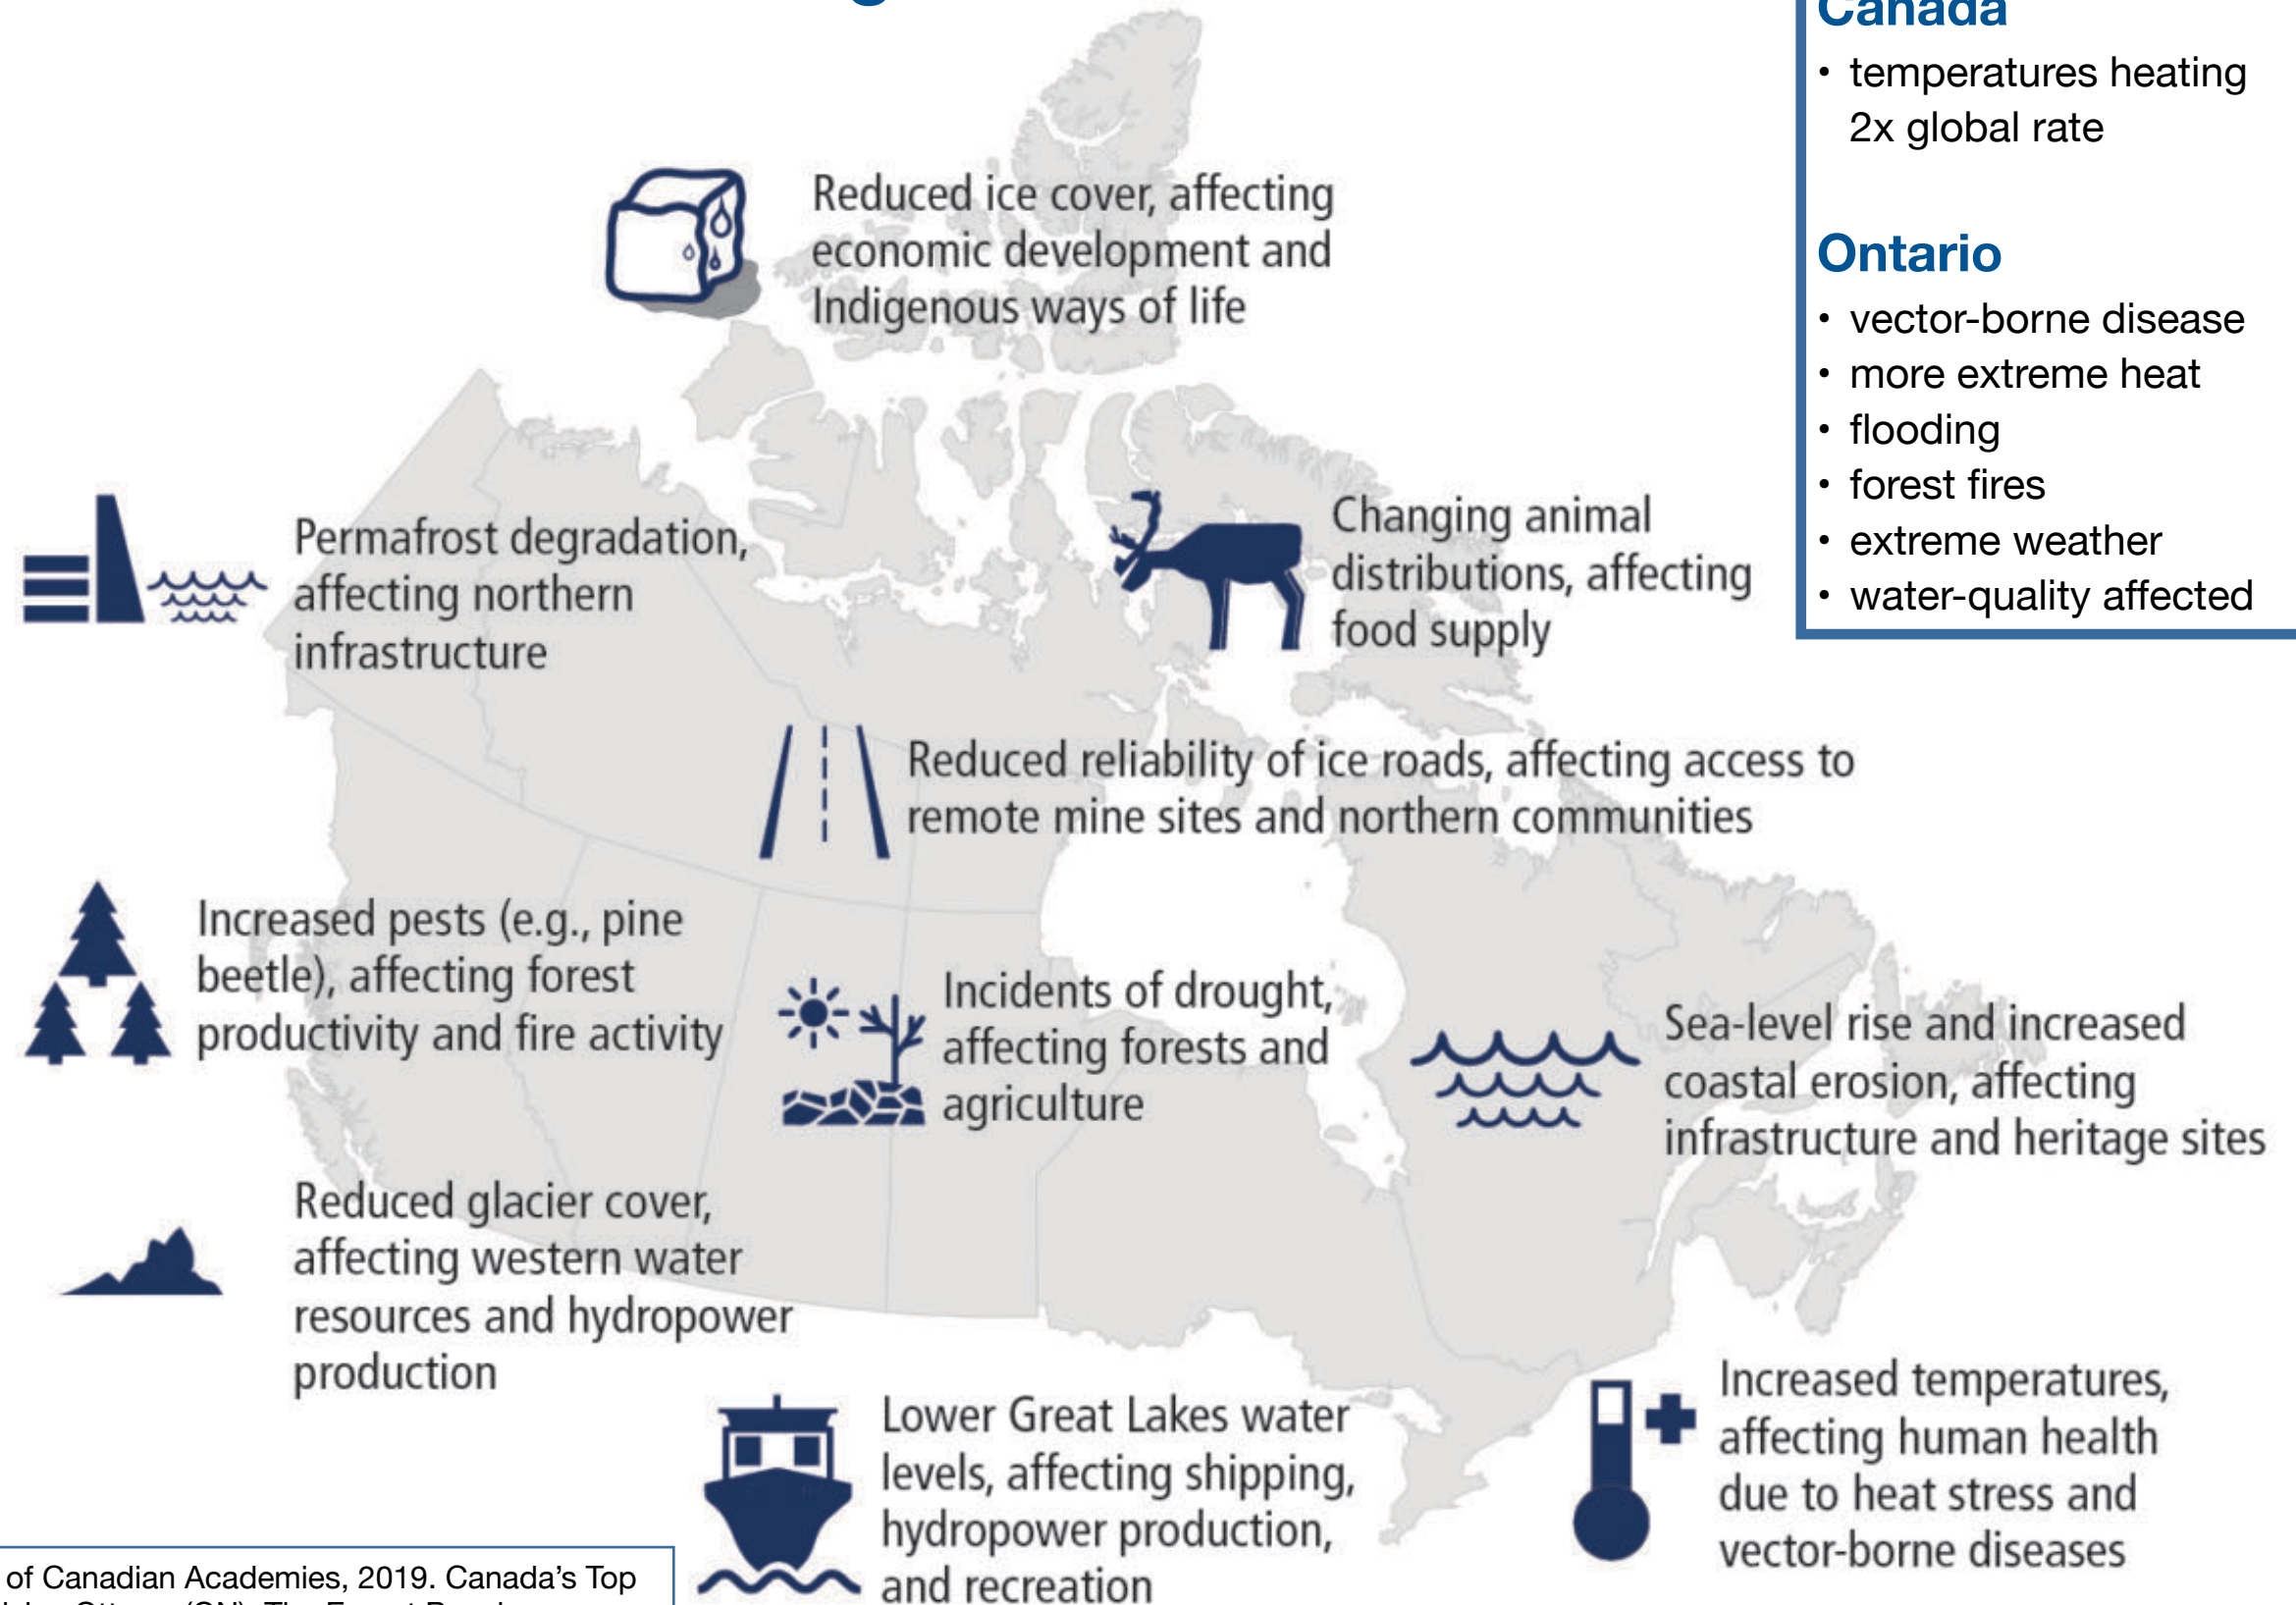 Canada
• temperatures heating
2x global rate
Ontario
• vector-borne disease
• more extreme heat
• flooding
• forest fires
• extreme weather
• water-quality affected
Reduced ice cover, affecting
economic development and
Indigenous ways of life
Permafrost degradation,
affecting northern
infrastructure
Changing animal
distributions, affecting
food supply
Reduced reliability of ice roads, affecting access to
remote mine sites and northern communities
Increased pests (e.g., pine
beetle), affecting forest
productivity and fire activity
Incidents of drought,
affecting forests and
agriculture
Sea-level rise and increased
coastal erosion, affecting
infrastructure and heritage sites
Reduced glacier cover,
affecting western water
resources and hydropower
production
Lower Great Lakes water
levels, affecting shipping,
hydropower production,
and recreation
Increased temperatures,
affecting human health
due to heat stress and
vector-borne diseases
of Canadian Academies, 2019. Canada's Top